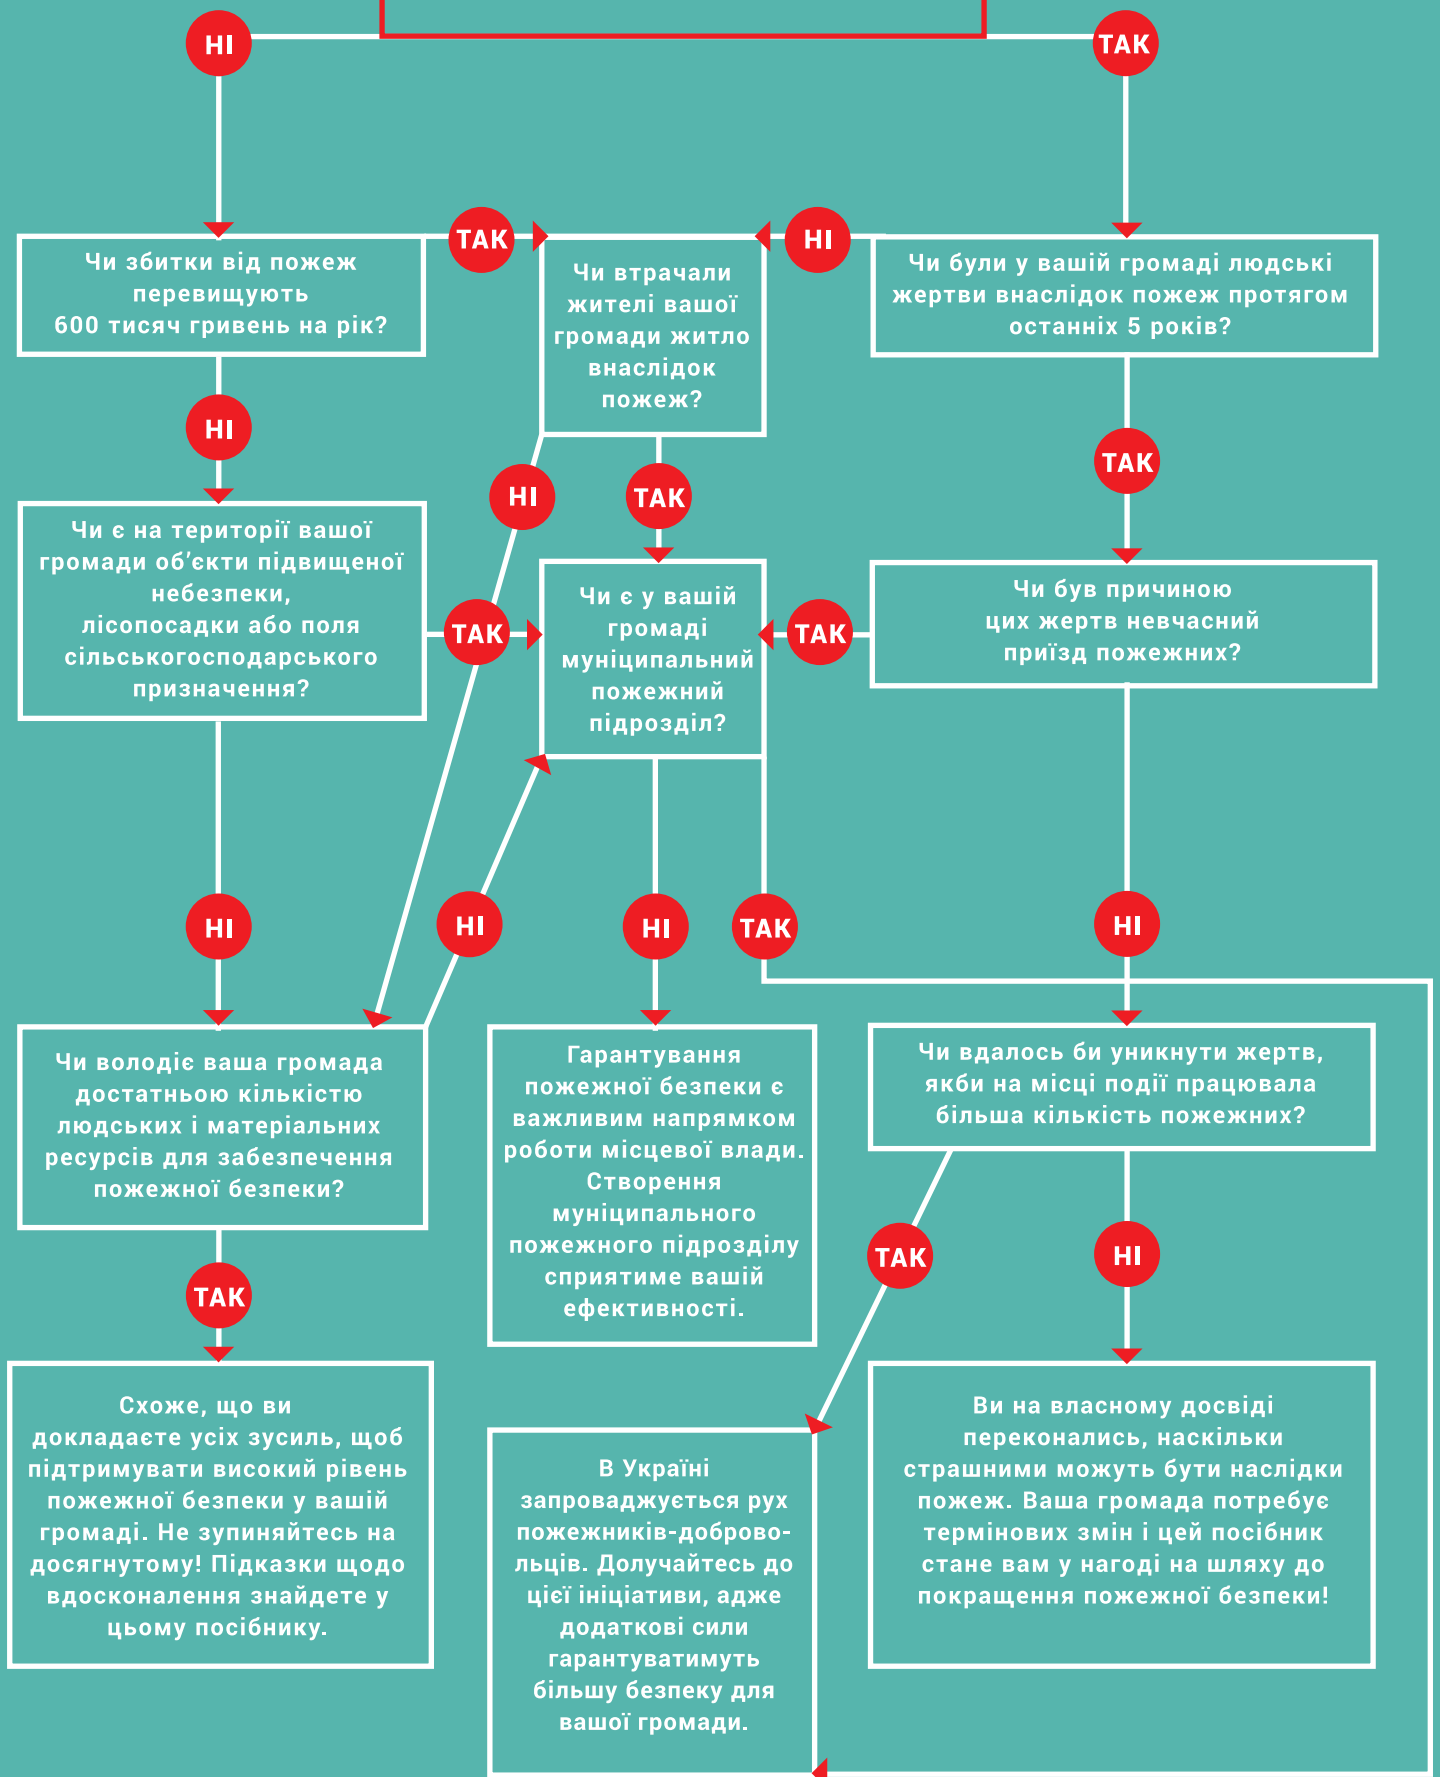 НІ
ТАК
Чи збитки від пожеж
перевищують
600 тисяч гривень на рік?
ТАК
Чи втрачали
жителі вашої
громади житло
внаслідок
пожеж?
НІ
Чи були у вашій громаді людські
жертви внаслідок пожеж протягом
останніх 5 років?
НІ
НІ
ТАК
ТАК
Чи є на території вашої
громади об’єкти підвищеної
небезпеки,
лісопосадки або поля
сільськогосподарського
призначення?
ТАК
Чи є у вашій
громаді
муніципальний
пожежний
підрозділ?
ТАК
Чи був причиною
цих жертв невчасний
приїзд пожежних?
НІ
НІ
НІ
ТАК
НІ
Чи володіє ваша громада
достатньою кількістю
людських і матеріальних
ресурсів для забезпечення
пожежної безпеки?
Гарантування
пожежної безпеки є
важливим напрямком
роботи місцевої влади.
Створення
муніципального
пожежного підрозділу
сприятиме вашій
ефективності.
Чи вдалось би уникнути жертв,
якби на місці події працювала
більша кількість пожежних?
ТАК
ТАК
НІ
Схоже, що ви
докладаєте усіх зусиль, щоб
підтримувати високий рівень
пожежної безпеки у вашій
громаді. Не зупиняйтесь на
досягнутому! Підказки щодо
вдосконалення знайдете у
цьому посібнику.
В Україні
запроваджується рух
пожежників-доброво-
льців. Долучайтесь до
цієї ініціативи, адже
додаткові сили
гарантуватимуть
більшу безпеку для
вашої громади.
Ви на власному досвіді
переконались, наскільки
страшними можуть бути наслідки
пожеж. Ваша громада потребує
термінових змін і цей посібник
стане вам у нагоді на шляху до
покращення пожежної безпеки!